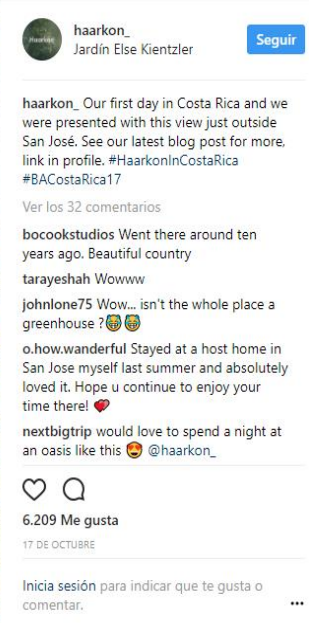 Haarkon
haarkon_
Jardín Else Kientzler
Seguir
haarkon_ Our first day in Costa Rica and we
were presented with this view just outside
San José. See our latest blog post for more,
link in profile. #HaarkonInCostaRica
#BACostaRica17
Ver los 32 comentarios
bocookstudios Went there around ten
years ago. Beautiful country
tarayeshah Wowww
johnlone75 Wow... isn't the whole place a
greenhouse ?😹😹
o.how.wanderful Stayed at a host home in
San Jose myself last summer and absolutely
loved it. Hope u continue to enjoy your
time there! 💕
nextbigtrip would love to spend a night at
an oasis like this 😍 @haarkon_
6.209 Me gusta
17 DE OCTUBRE
Inicia sesión para indicar que te gusta o
comentar.